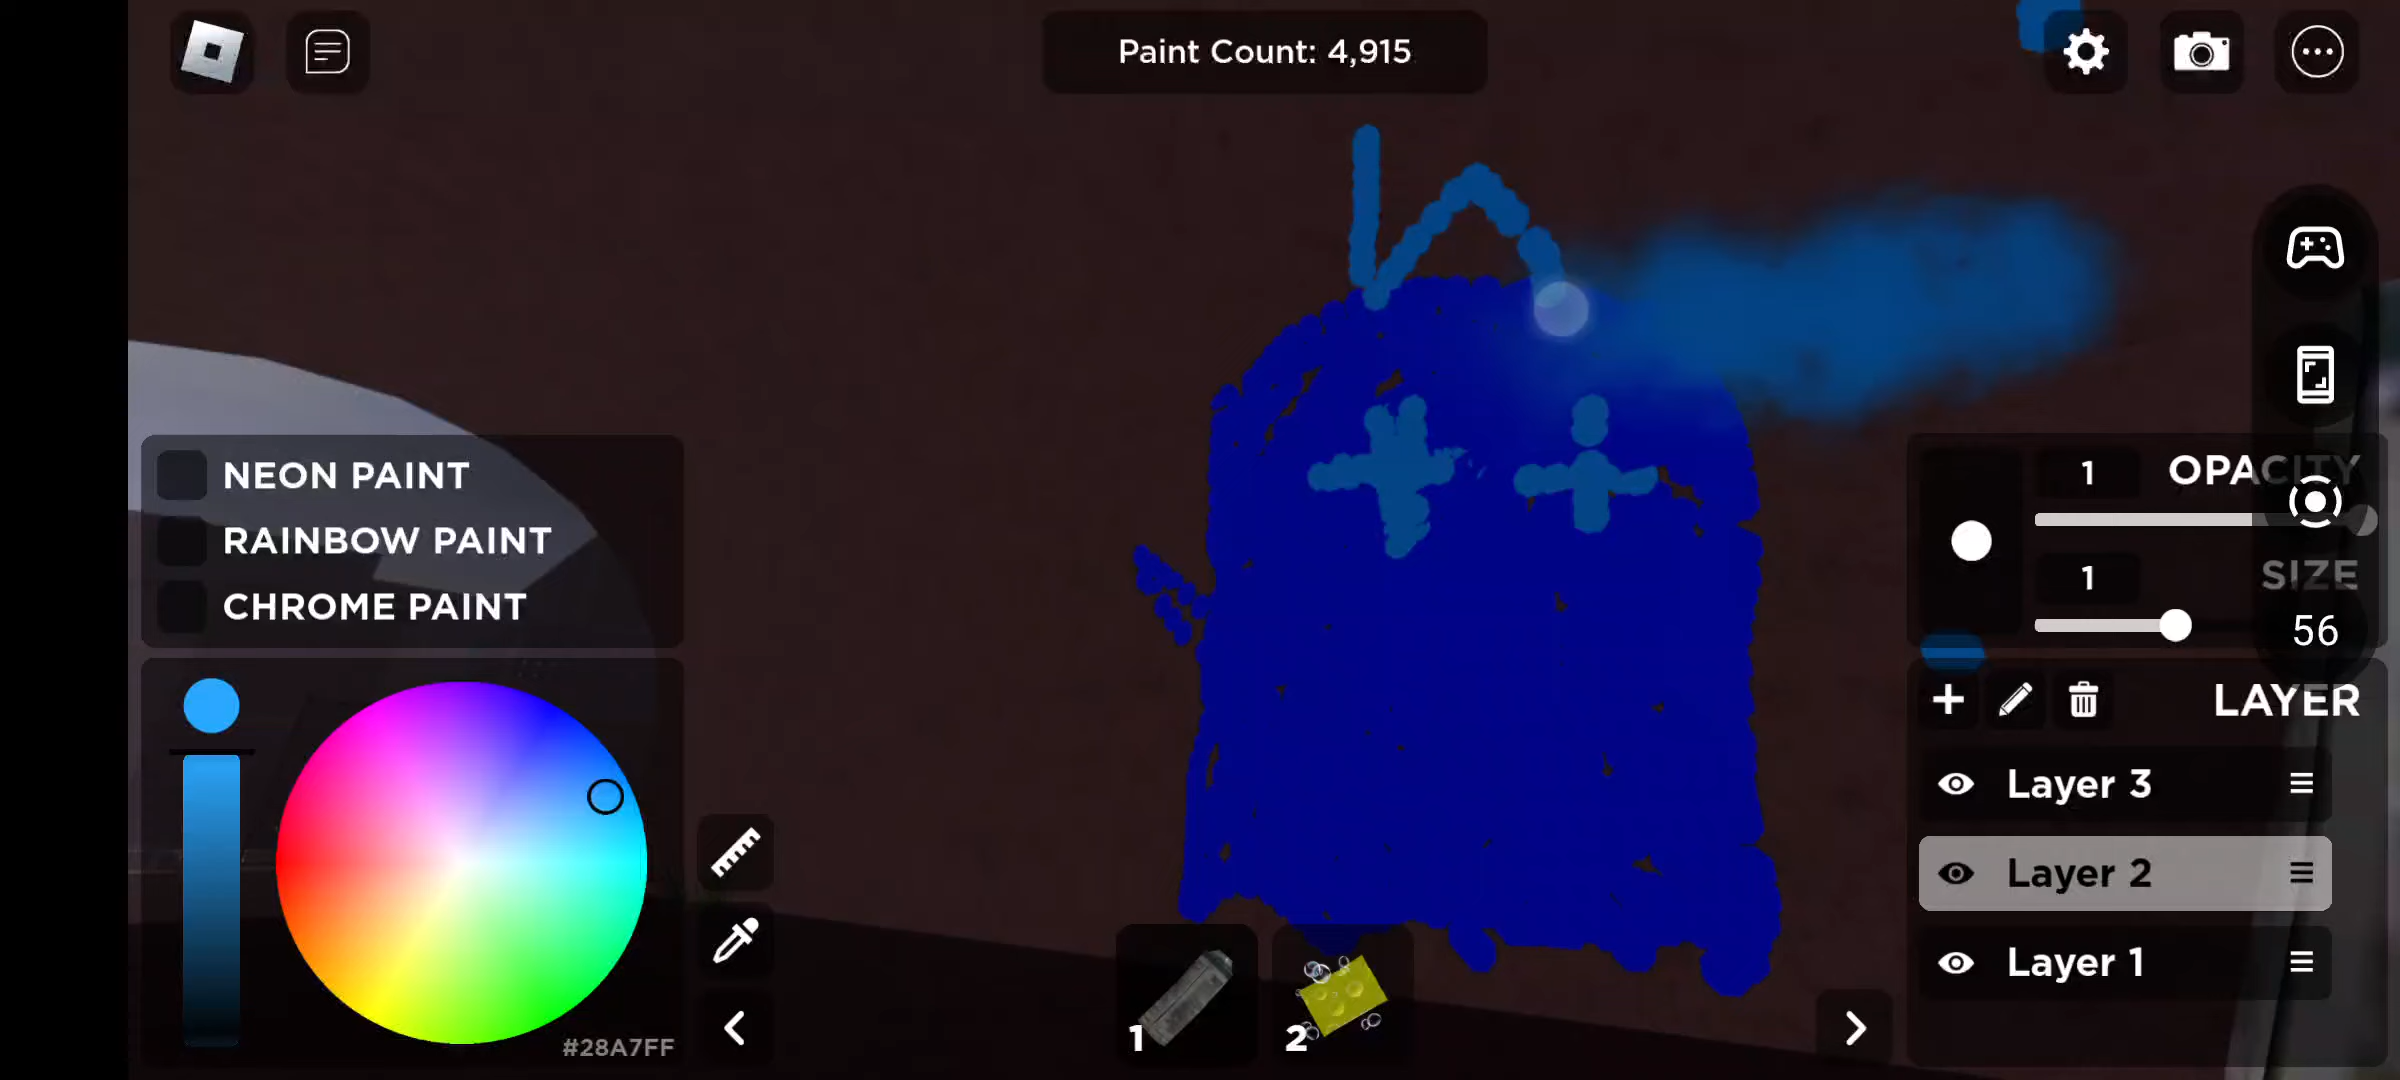 Paint Count: 4,915
NEON PAINT
RAINBOW PAINT
CHROME PAINT
#28A7FF
1
2
1 OPACITY
1 SIZE
56
LAYER
Layer 3
Layer 2
Layer 1